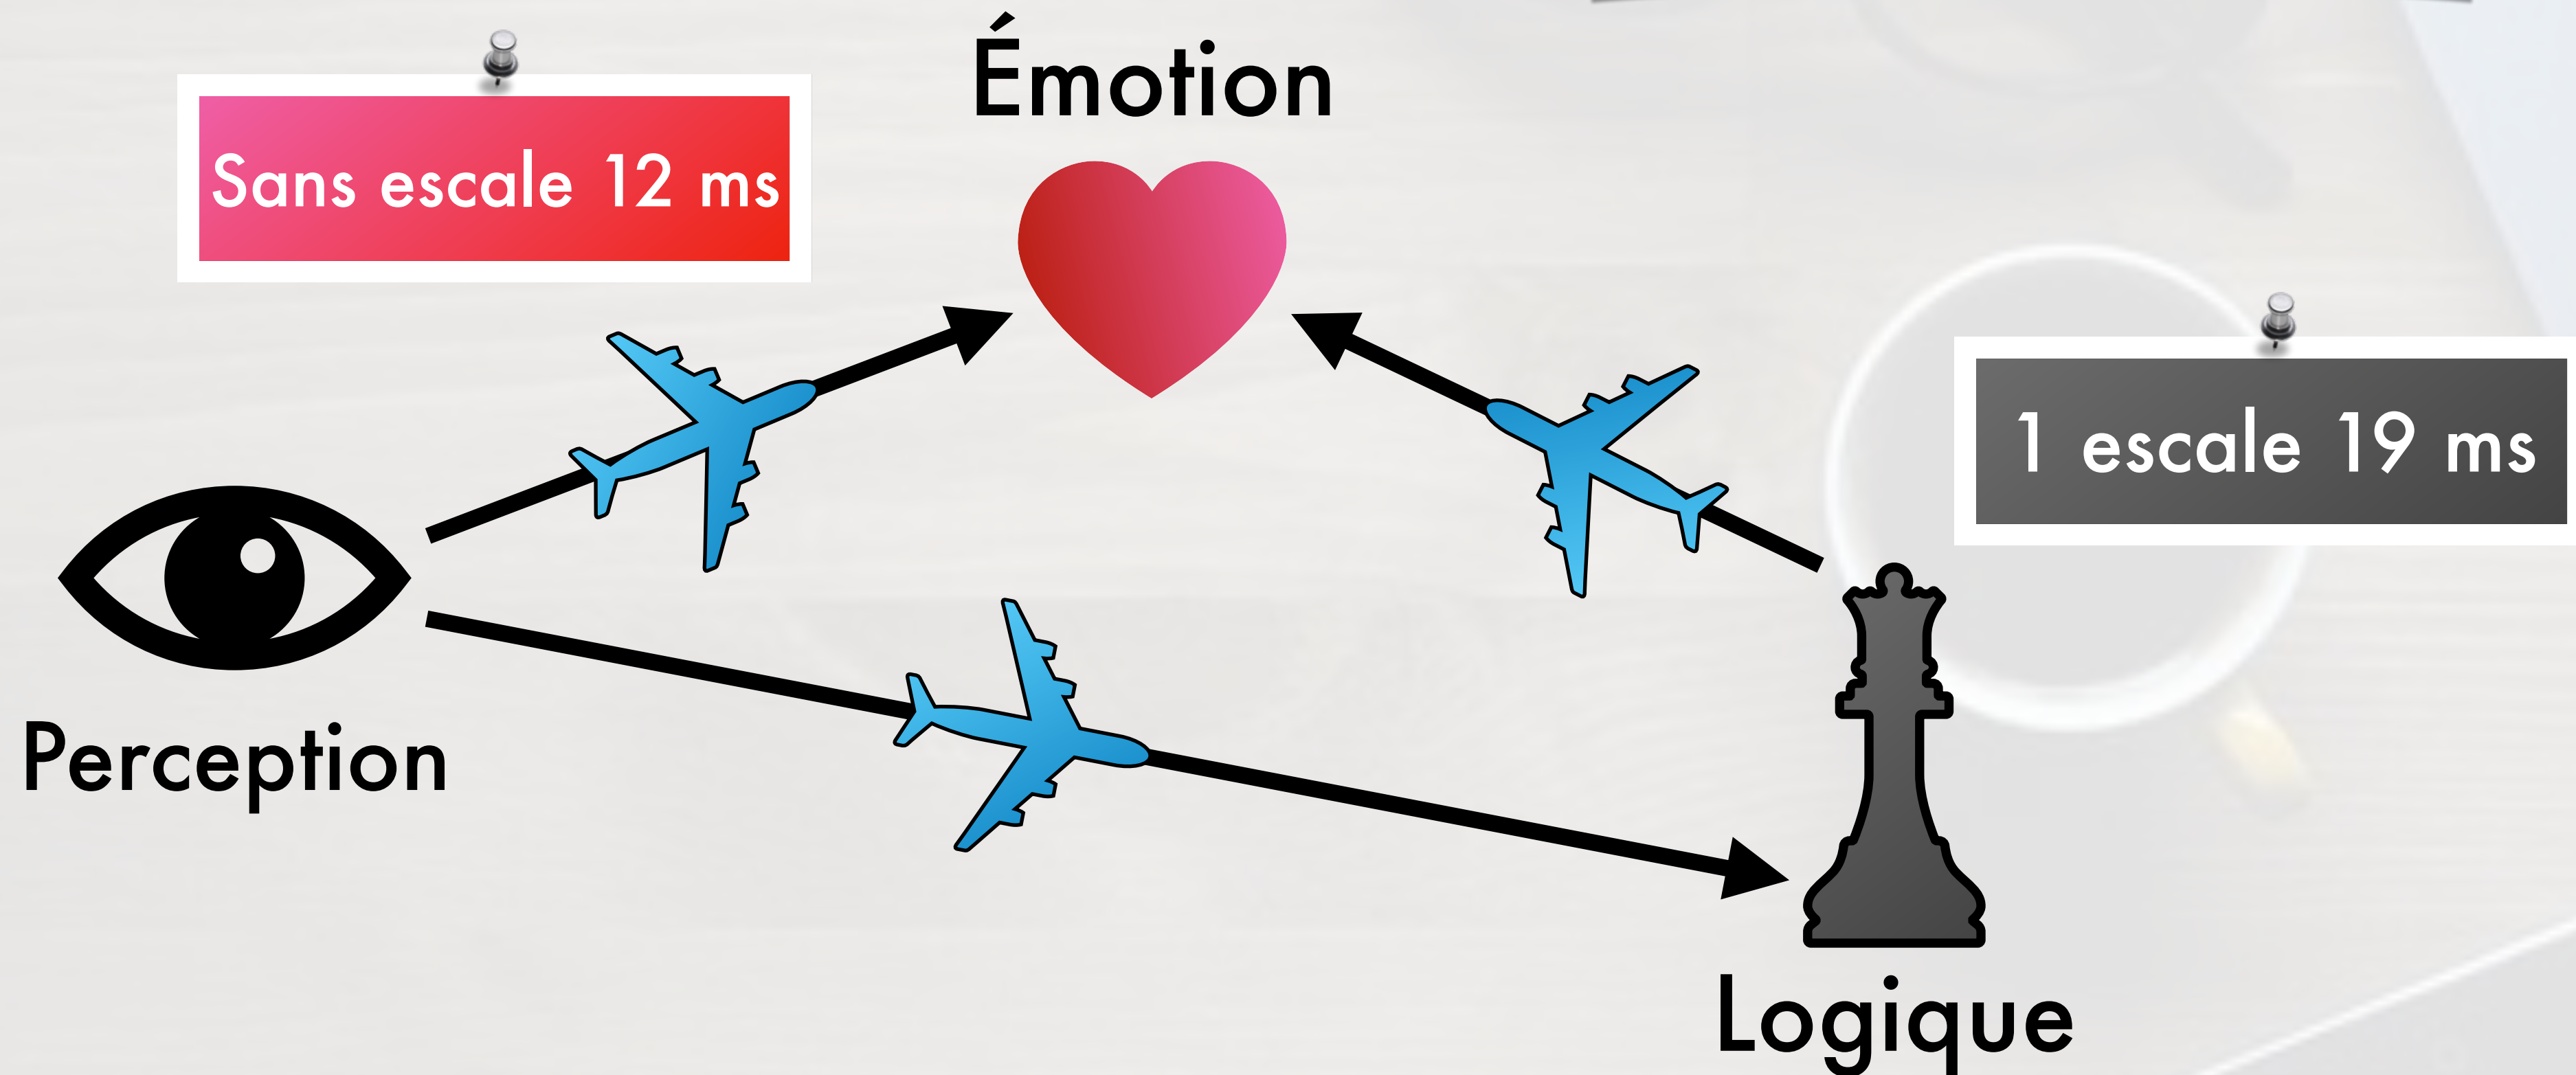 Émotion
Sans escale 12 ms
1 escale 19 ms
Perception
Logique